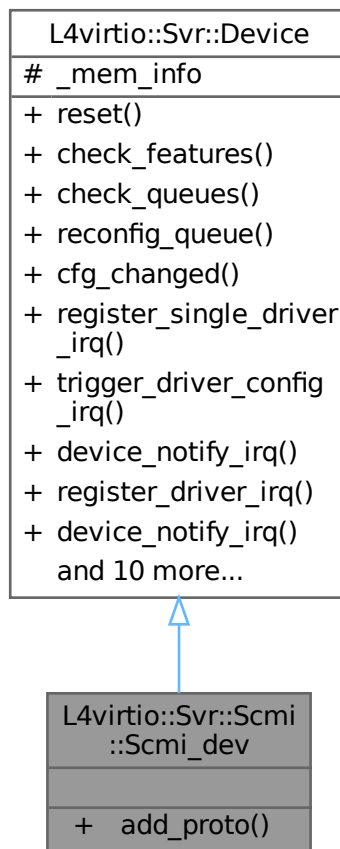 L4virtio::Svr::Device
# _mem_info
+ reset()
+ check_features()
+ check_queues()
+ reconfig_queue()
+ cfg_changed()
+ register_single_driver
_irq()
+ trigger_driver_config
_irq()
+ device_notify_irq()
+ register_driver_irq()
+ device_notify_irq()
and 10 more...
L4virtio::Svr::Scmi
::Scmi_dev
+ add_proto()